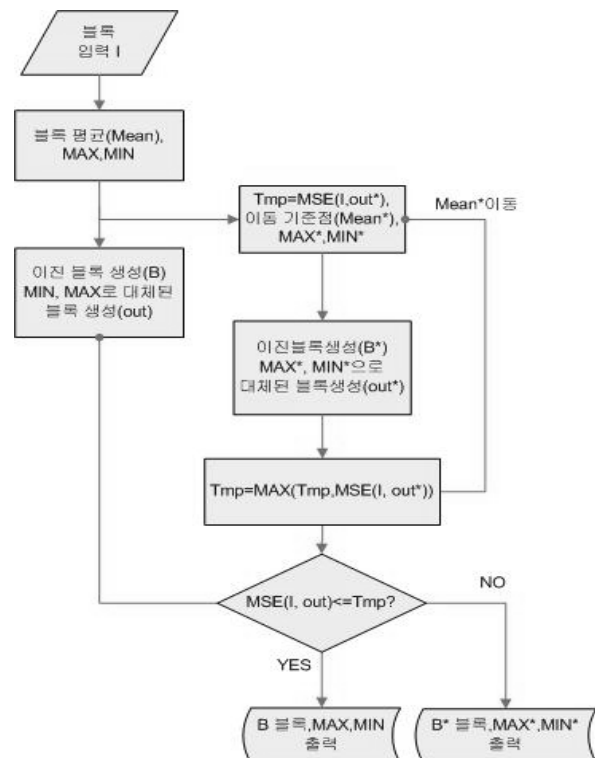 블록
입력 I
블록 평균(Mean),
MAX,MIN
Tmp=MSE(I,out*),
이동 기준점(Mean*),
MAX*,MIN*
Mean*이동
이진 블록 생성(B)
MIN, MAX로 대체된
블록 생성(out)
이진블록생성(B*)
MAX*, MIN*으로
대체된 블록생성(out*)
Tmp=MAX(Tmp,MSE(I, out*))
MSE(I, out)<=Tmp?
NO
YES
B 블록,MAX,MIN
출력
B* 블록,MAX*,MIN*
출력